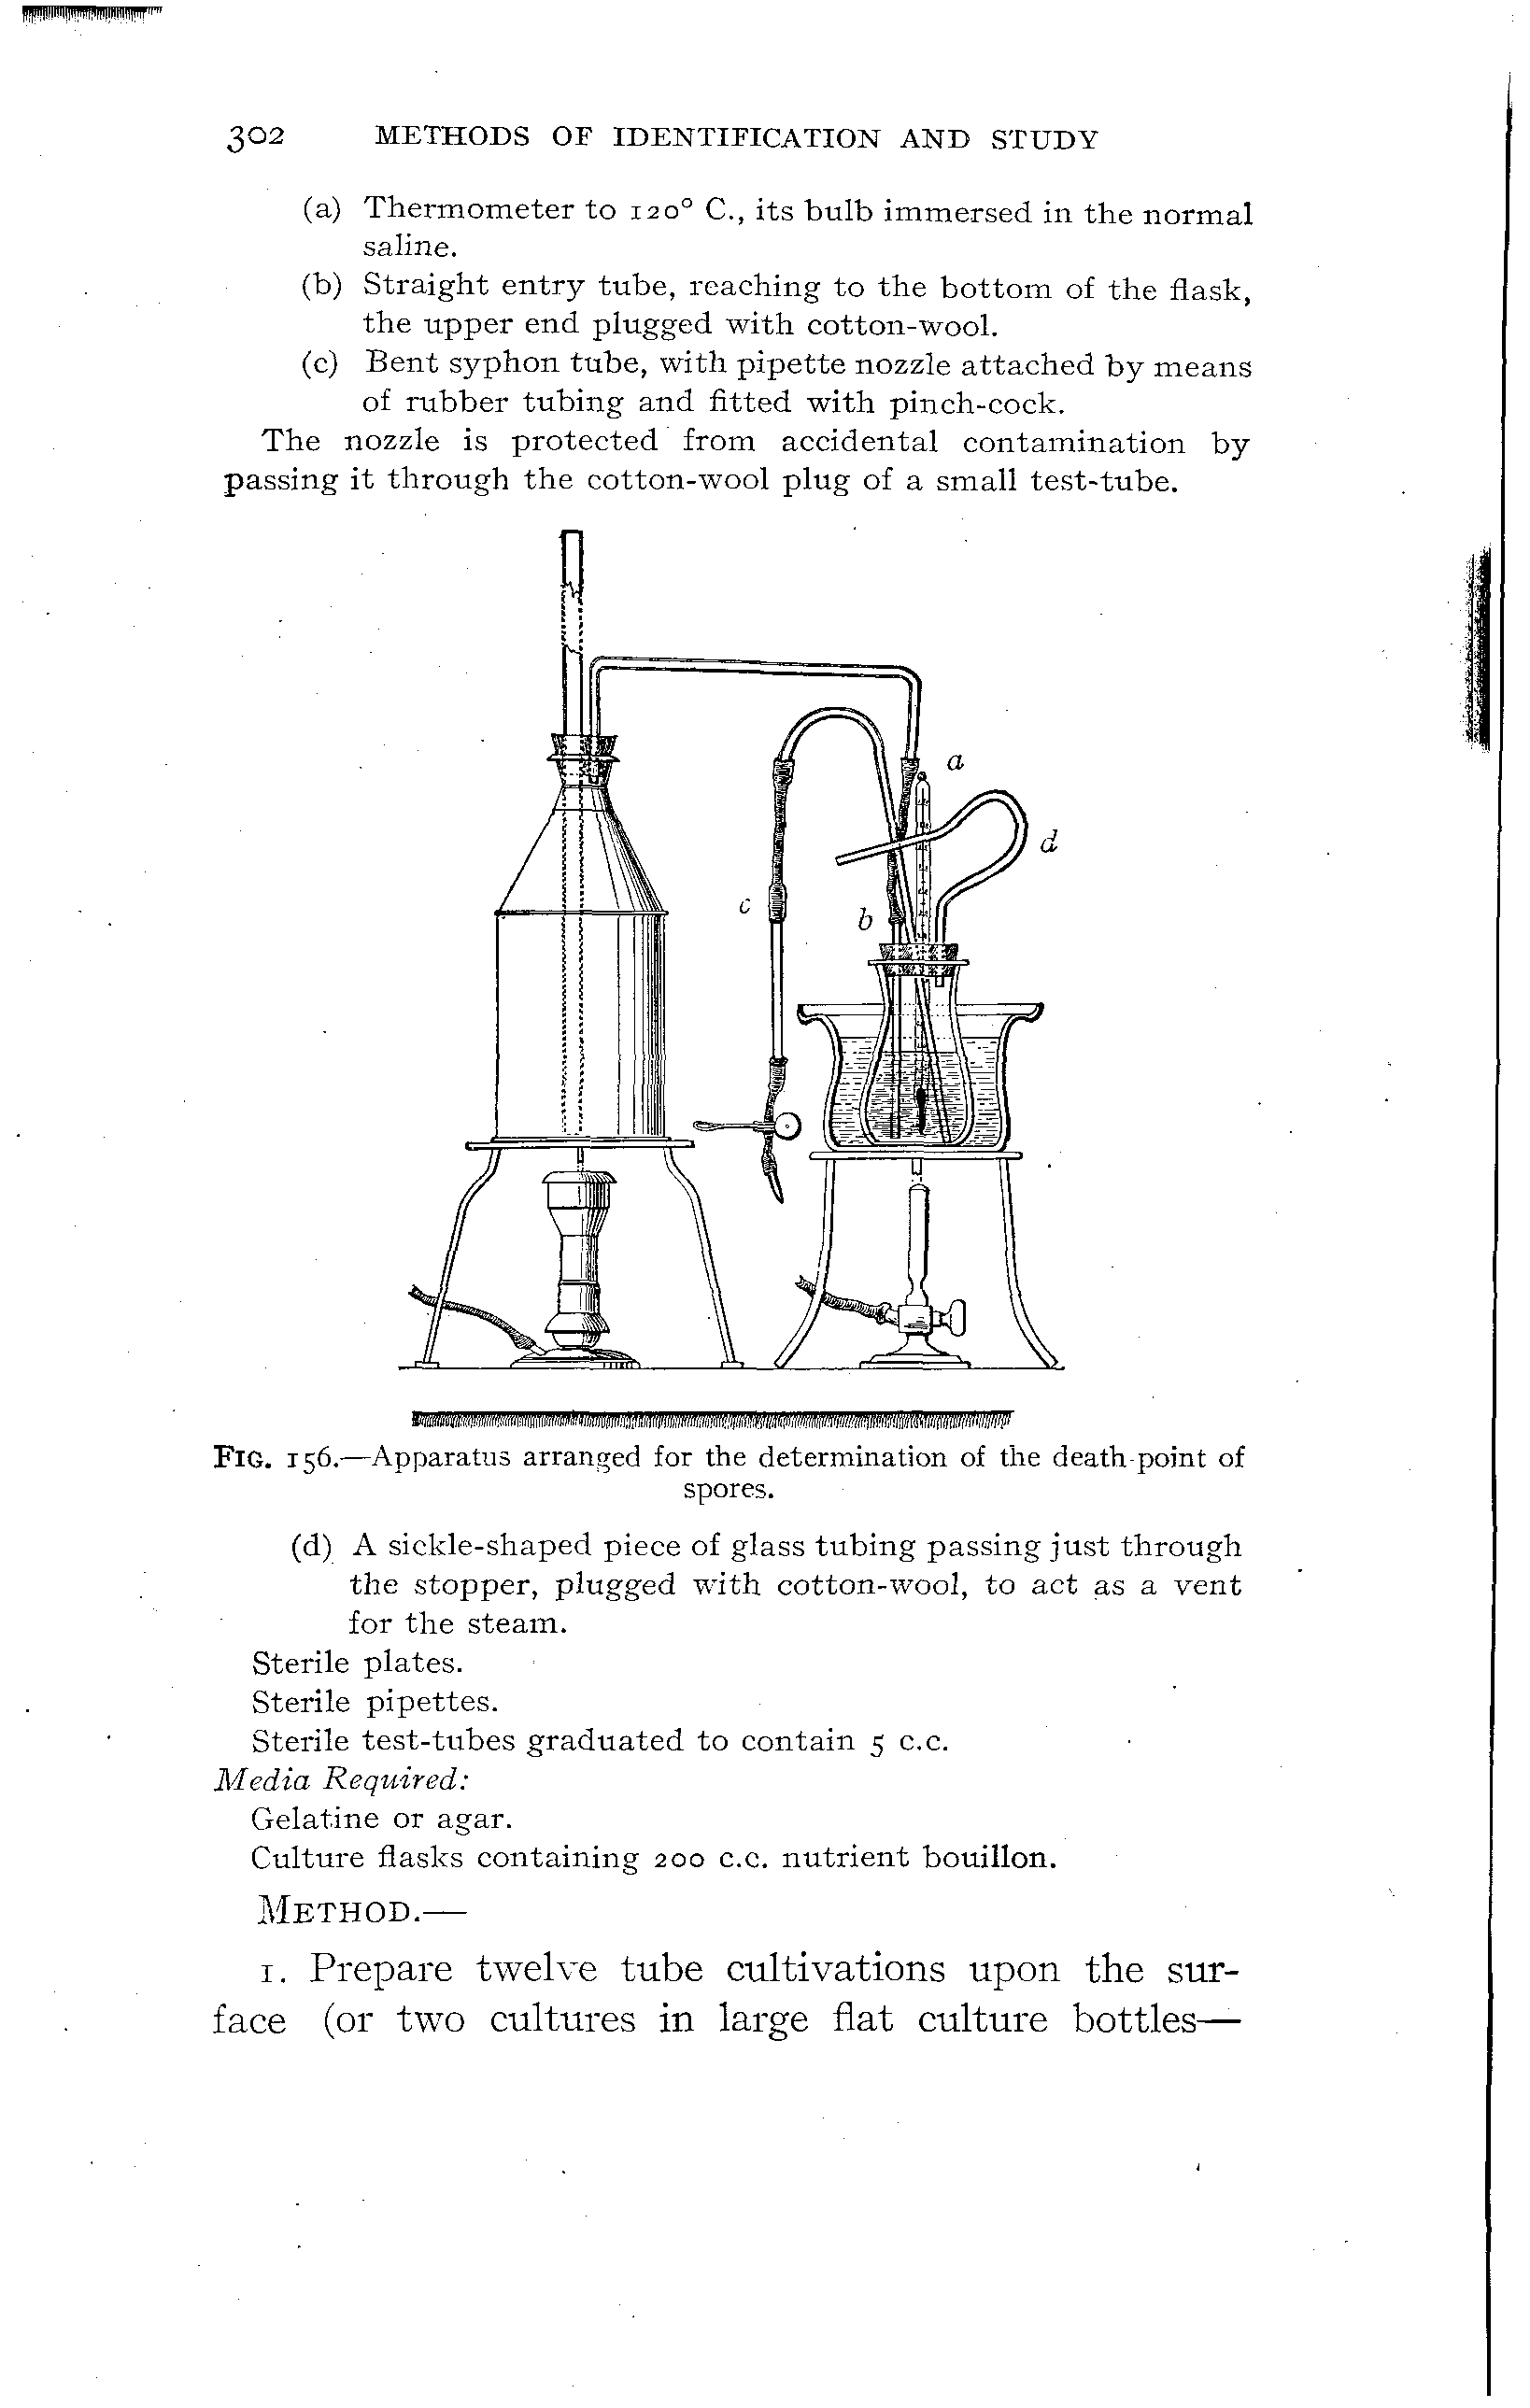 302 METHODS OF IDENTIFICATION AND STUDY
(a) Thermometer to 120° C., its bulb immersed in the normal
saline.
(b) Straight entry tube, reaching to the bottom of the flask,
the upper end plugged with cotton-wool.
(c) Bent syphon tube, with pipette nozzle attached by means
of rubber tubing and fitted with pinch-cock.
The nozzle is protected from accidental contamination by
passing it through the cotton-wool plug of a small test-tube.
a
d
c
b
FIG. 156.—Apparatus arranged for the determination of the death-point of
spores.
(d) A sickle-shaped piece of glass tubing passing just through
the stopper, plugged with cotton-wool, to act as a vent
for the steam.
Sterile plates.
Sterile pipettes.
Sterile test-tubes graduated to contain 5 c.c.
Media Required:
Gelatine or agar.
Culture flasks containing 200 c.c. nutrient bouillon.
METHOD.—
1. Prepare twelve tube cultivations upon the sur-
face (or two cultures in large flat culture bottles—